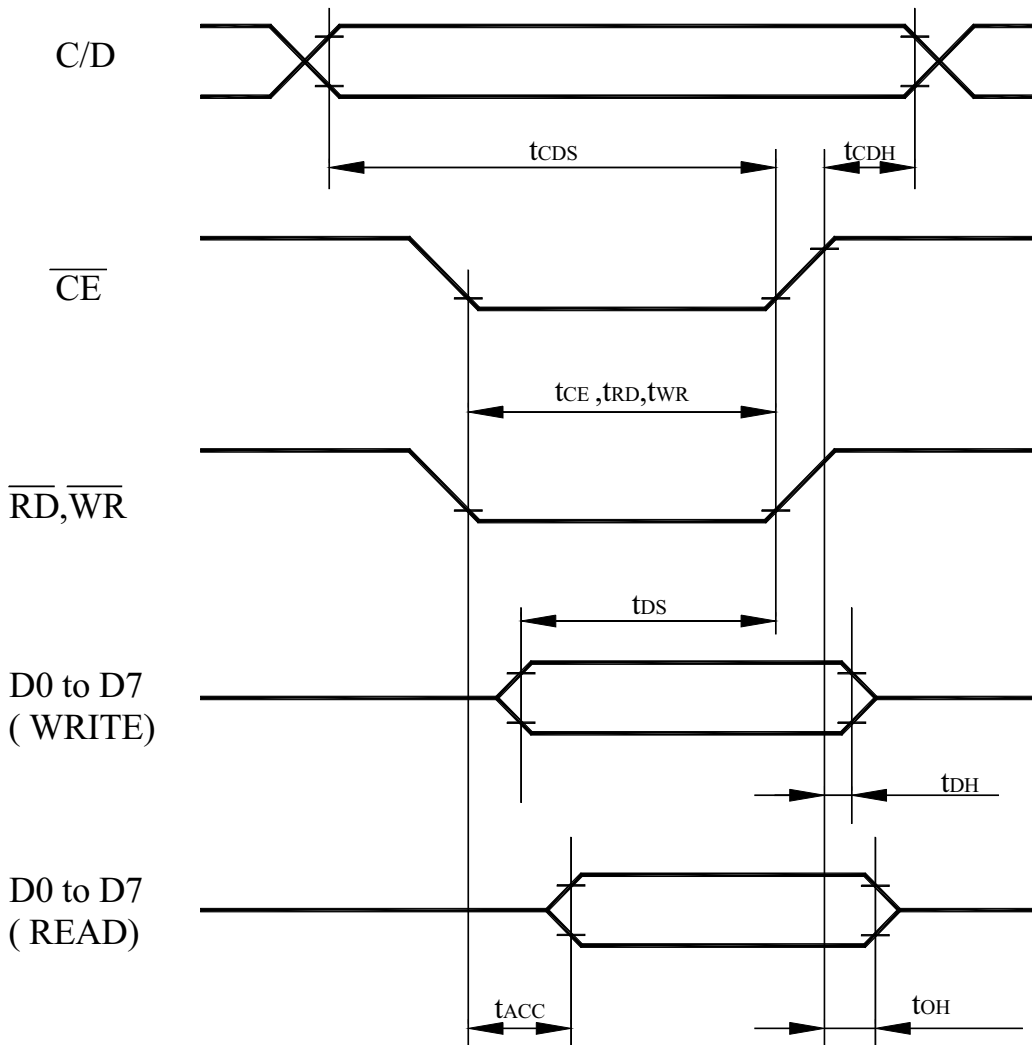 C/D
tCDS
tCDH
CE
tCE ,tRD,tWR
RD,WR
tDS
D0 to D7
( WRITE)
tDH
D0 to D7
( READ)
tACC
tOH